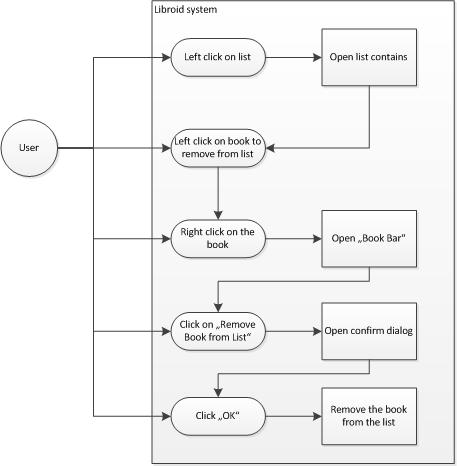 Libroid system
Left click on list
Open list contains
User
Left click on book to
remove from list
Right click on the
book
Open „Book Bar“
Click on „Remove
Book from List“
Open confirm dialog
Click „OK“
Remove the book
from the list